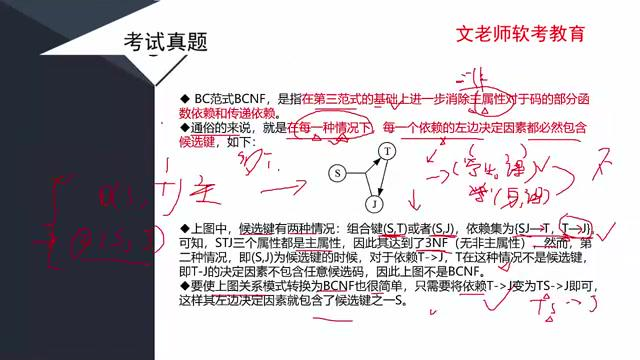 考试真题
文老师软考教育
◆ BC范式BCNF，是指在第三范式的基础上进一步消除主属性对于码的部分函
数依赖和传递依赖。
◆通俗的来说，就是在每一种情况下，每一个依赖的左边决定因素都必然包含
候选键，如下：
S
T
J
◆上图中，候选键有两种情况：组合键(S,T)或者(S,J)，依赖集为(SJ—T，T—J)，
可知，STJ三个属性都是主属性，因此其达到了3NF（无非主属性），然而，第
二种情况，即(S,J)为候选键的时候，对于依赖T->J，T在这种情况不是候选键，
即T-J的决定因素不包含任意候选码，因此上图不是BCNF。
◆要使上图关系模式转换为BCNF也很简单，只需要将依赖T->J变为TS->J即可，
这样其左边决定因素就包含了候选键之一S。
(S, J)
TS->J